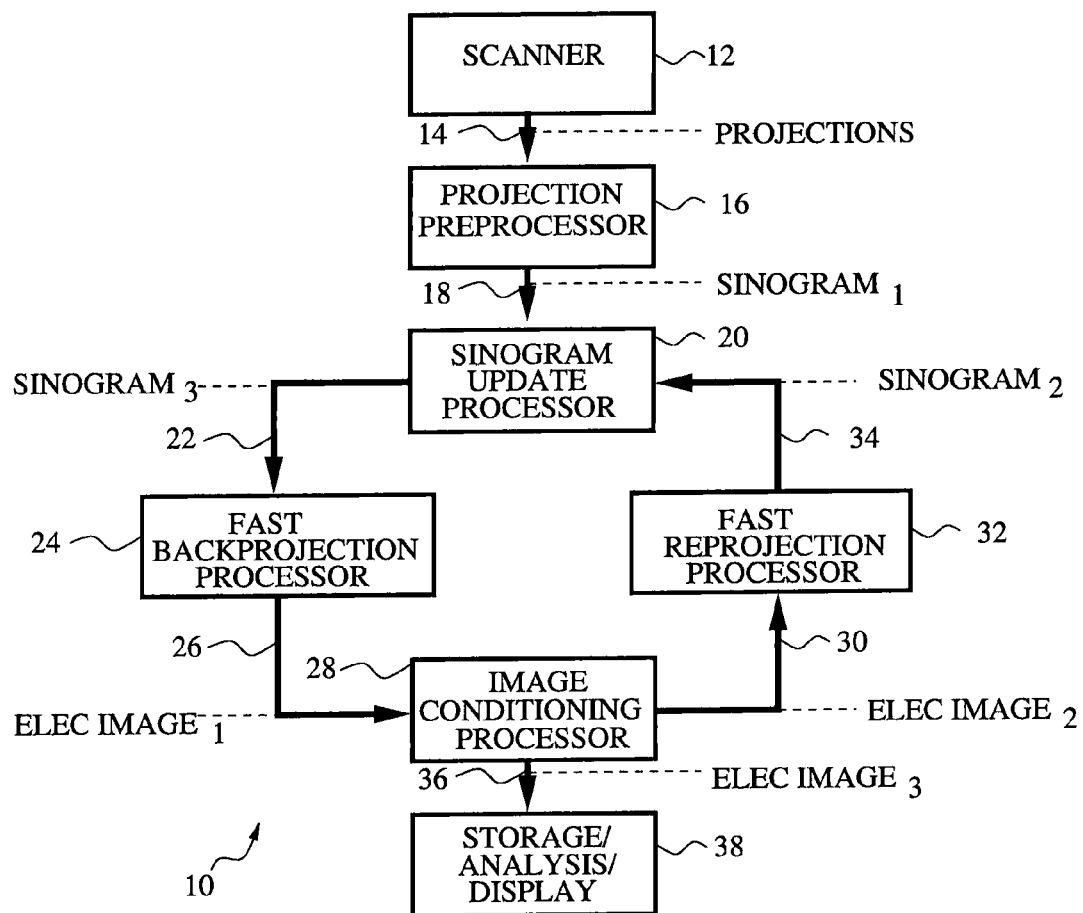 SCANNER
12
14
PROJECTIONS
PROJECTION
PREPROCESSOR
16
18
SINOGRAM 1
20
SINOGRAM
UPDATE
PROCESSOR
SINOGRAM 3
SINOGRAM 2
22
34
24
FAST
BACKPROJECTION
PROCESSOR
FAST
REPROJECTION
PROCESSOR
32
26
30
28
IMAGE
CONDITIONING
PROCESSOR
ELEC IMAGE 1
ELEC IMAGE 2
36
ELEC IMAGE 3
STORAGE/
ANALYSIS/
DISPLAY
38
10